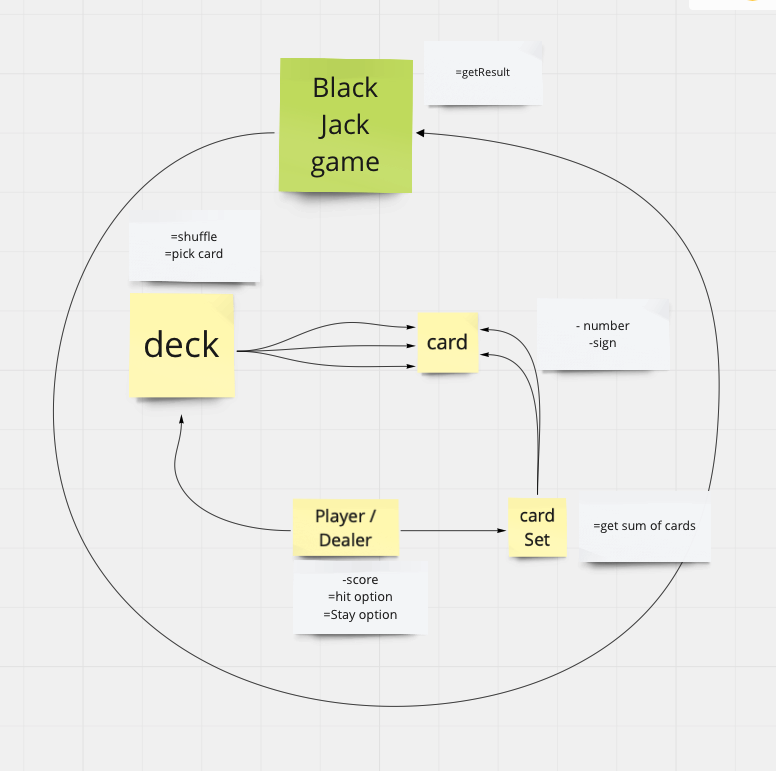 Black
Jack
game
=getResult
=shuffle
=pick card
deck
card
- number
-sign
Player /
Dealer
card
Set
=get sum of cards
-score
=hit option
=Stay option